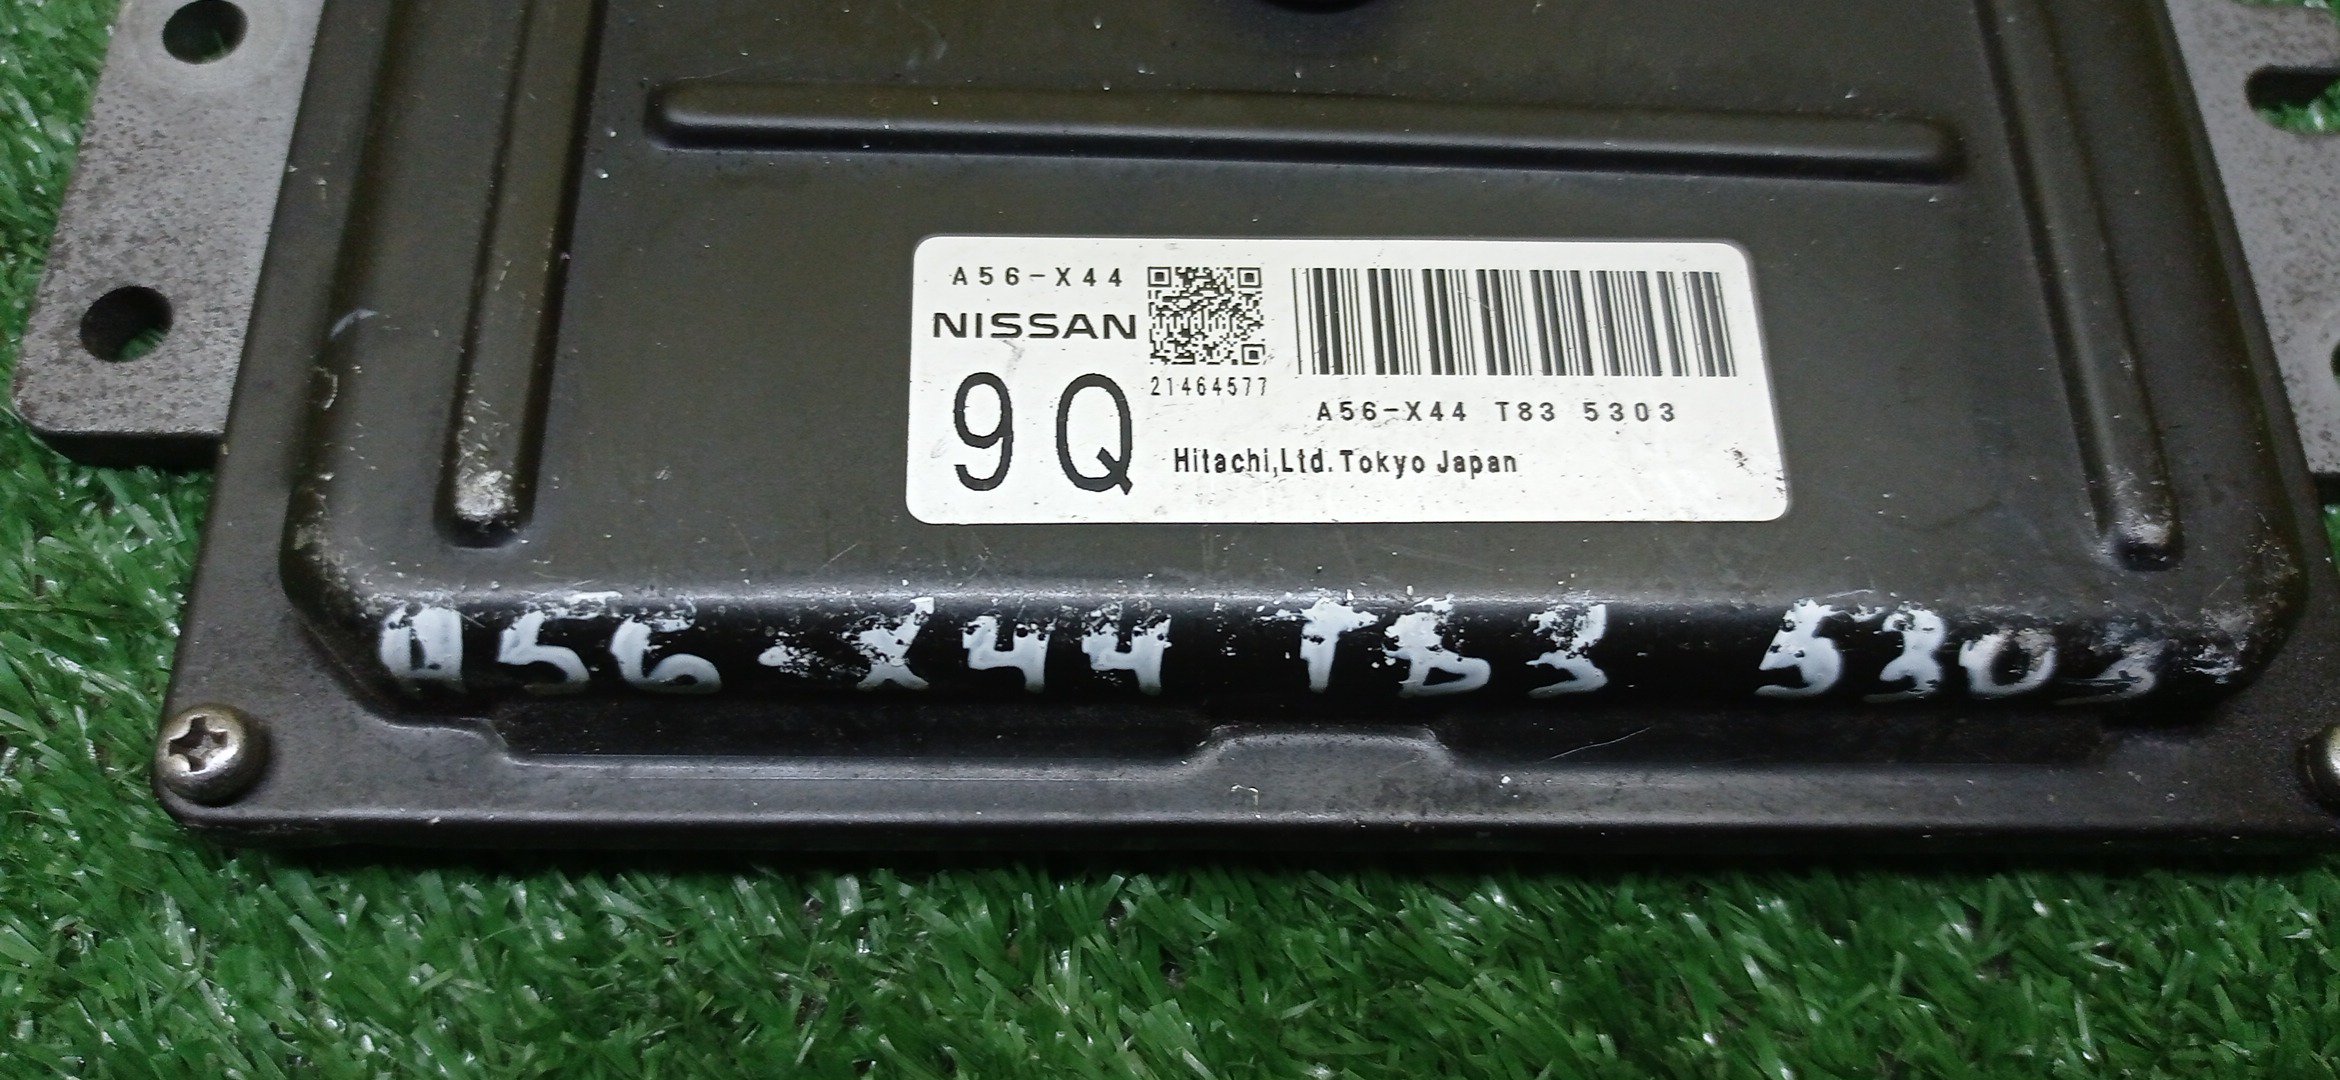 A56-X44
NISSAN
9Q
21464577
A56-X44 T83 5303
Hitachi,Ltd.Tokyo Japan
A56-X44 T83 5303